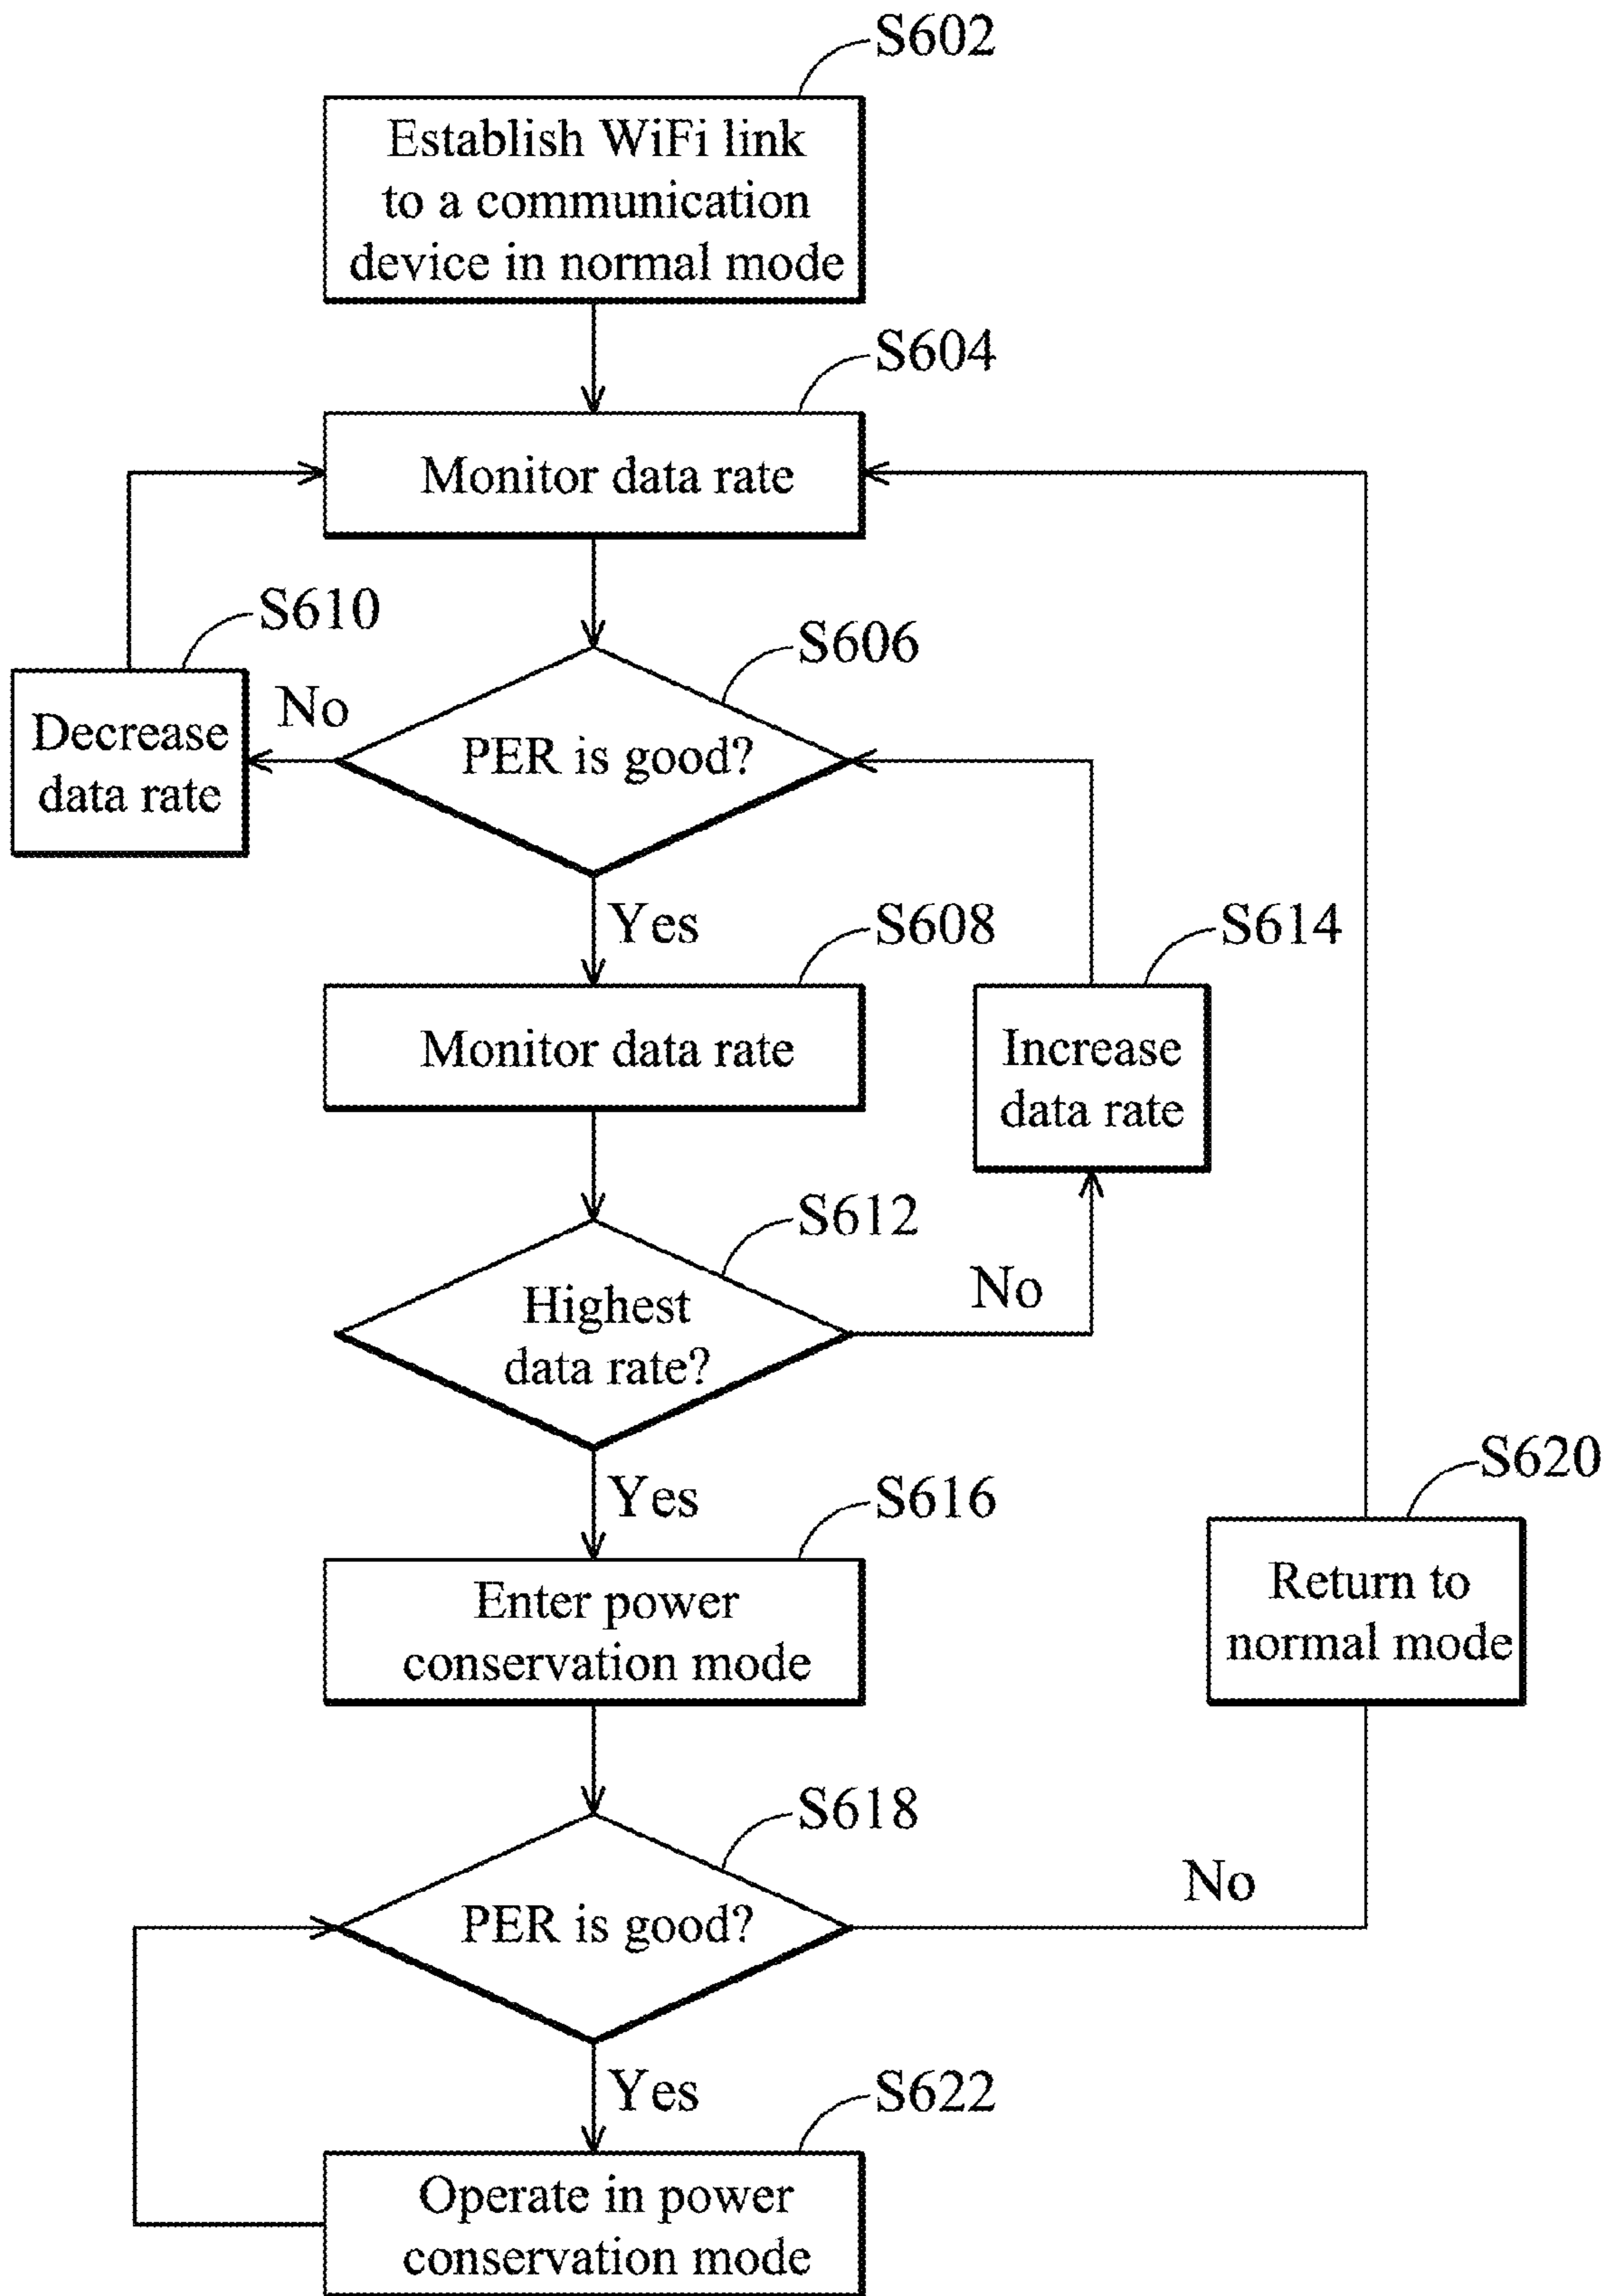 S602
Establish WiFi link
to a communication
device in normal mode
S604
Monitor data rate
S610
Decrease
data rate
No
S606
PER is good?
Yes
S608
Monitor data rate
S614
Increase
data rate
S612
Highest
data rate?
No
Yes
S616
Enter power
conservation mode
S620
Return to
normal mode
S618
PER is good?
No
Yes
S622
Operate in power
conservation mode